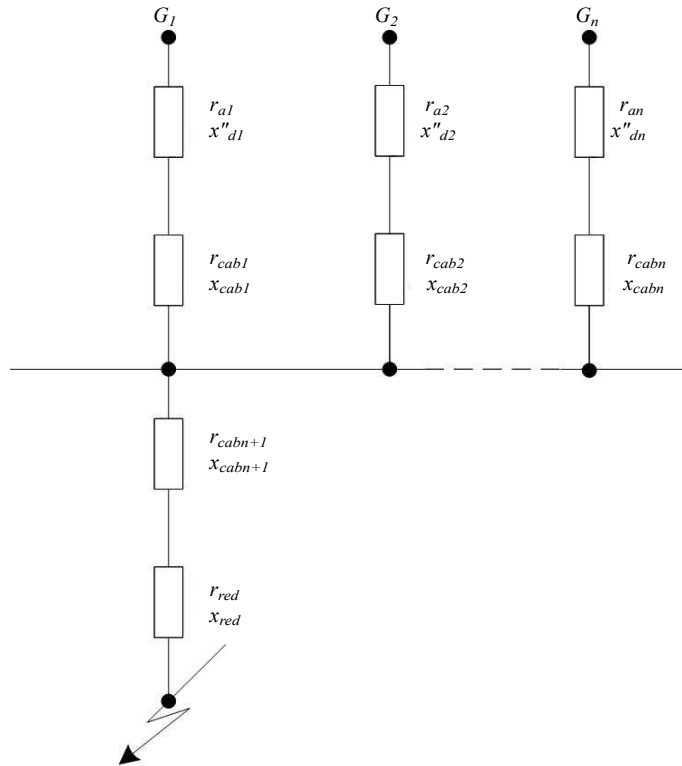 G1 G2 Gn
ra1 ra2 ran
x"d1 x"d2 x"dn
rcab1 rcab2 rcabn
xcab1 xcab2 xcabn
rcabn+1
xcabn+1
rred
xred